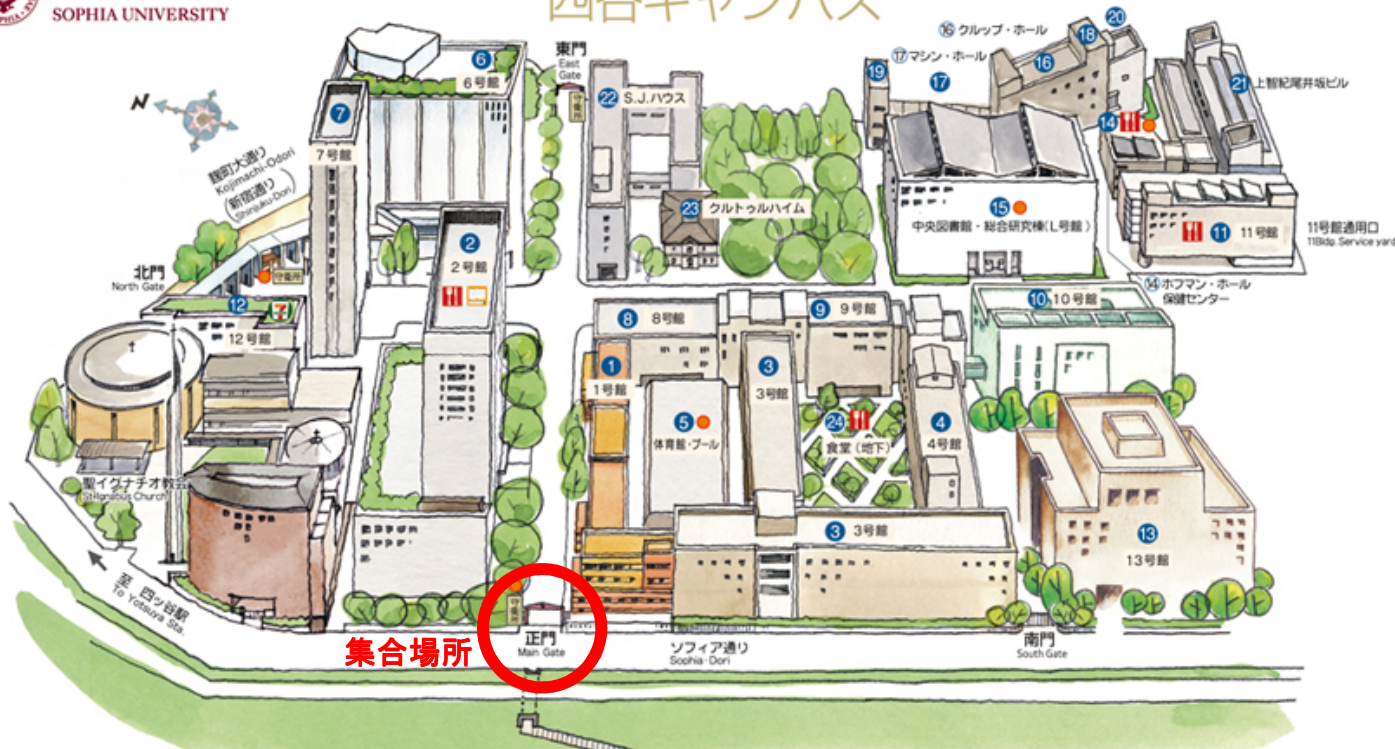 SOPHIA UNIVERSITY
四谷キャンパス
N
麹町大通り
Kojimachi-Odori
(新宿通り)
Shinjuku-Dori
北門
North Gate
守衛所
7
7号館
6
6号館
東門
East
Gate
守衛所
22 S.J.ハウス
23 クルトゥルハイム
16 クルップ・ホール
17 マシン・ホール
19
17
16
18
20
14
21 上智紀尾井坂ビル
15
中央図書館・総合研究棟(L号館)
11 11号館
11号館通用口
11Bldg. Service yard
14 ホフマン・ホール
保健センター
2
2号館
12
7
12号館
8 8号館
9 9号館
10 10号館
1
1号館
3
3号館
5
体育館・プール
24
食堂(地下)
4
4号館
聖イグナチオ教会
St-Ignatius Church
3 3号館
13
13号館
至 四ッ谷駅
To Yotsuya Sta.
守衛所
集合場所
正門
Main Gate
ソフィア通り
Sophia-Dori
南門
South Gate